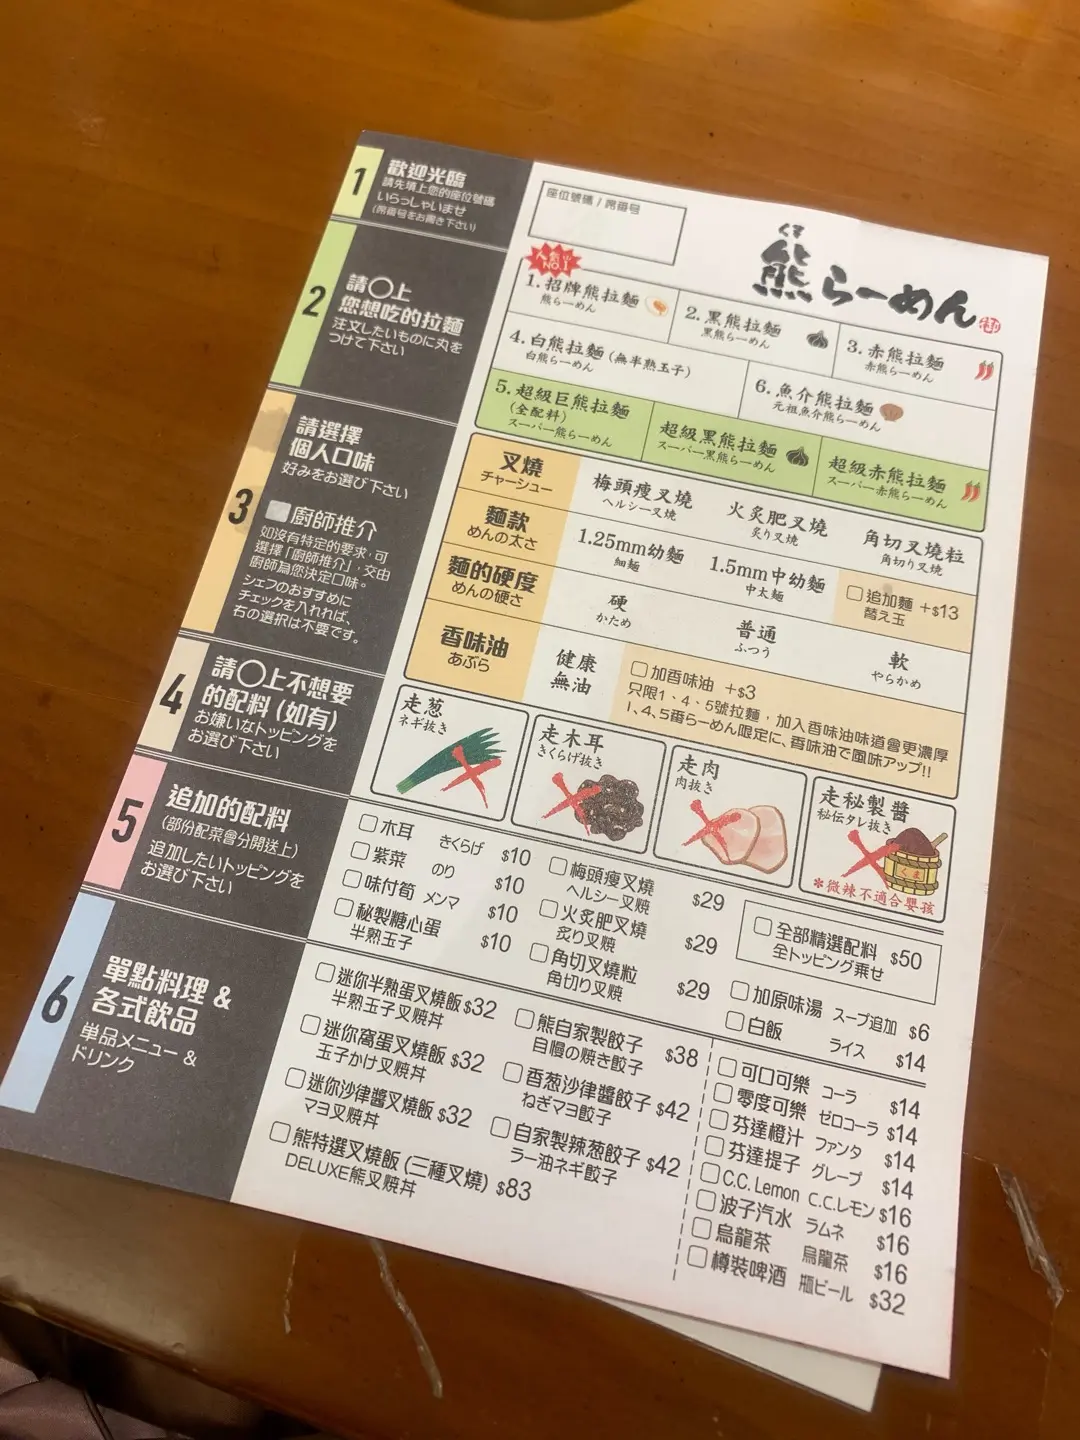 1
歡迎光臨
請先填上您的座位號碼
いらっしゃいませ
(席番号をお書き下さい)
座位號碼 / 席番号
くま
熊らーめん
御
2
請〇上
您想吃的拉麵
注文したいものに丸を
つけて下さい
人氣
NO.1
1. 招牌熊拉麵
熊らーめん
2. 黑熊拉麵
黒熊らーめん
3. 赤熊拉麵
赤熊らーめん
4. 白熊拉麵 (無半熟玉子)
白熊らーめん
6. 魚介熊拉麵
元祖魚介熊らーめん
5. 超級巨熊拉麵
(全配料)
スーパー熊らーめん
超級黑熊拉麵
スーパー黒熊らーめん
超級赤熊拉麵
スーパー赤熊らーめん
3
請選擇
個人口味
好みをお選び下さい
廚師推介
如沒有特定的要求,可
選擇「廚師推介」,交由
廚師為您決定口味。
シェフのおすすめに
チェックを入れれば、
右の選択は不要です。
叉燒
チャーシュー
梅頭瘦叉燒
ヘルシー叉焼
火炙肥叉燒
炙り叉焼
角切叉燒粒
角切り叉焼
麵款
めんの太さ
1.25mm幼麵
細麺
1.5mm中幼麵
中太麺
追加麵 +$13
替え玉
麵的硬度
めんの硬さ
硬
かため
普通
ふつう
軟
やらかめ
香味油
あぶら
健康
無油
加香味油 +$3
只限1、4、5號拉麵,加入香味油味道會更濃厚
1、4、5番らーめん限定に、香味油で風味アップ!!
4
請〇上不想要
的配料 (如有)
お嫌いなトッピングを
お選び下さい
走葱
ネギ抜き
走木耳
きくらげ抜き
走肉
肉抜き
走秘製醬
秘伝タレ抜き
くま
*微辣不適合嬰孩
5
追加的配料
(部份配菜會分開送上)
追加したいトッピングを
お選び下さい
木耳 きくらげ $10
紫菜 のり $10
味付筍 メンマ $10
秘製糖心蛋 $10
半熟玉子
梅頭瘦叉燒 $29
ヘルシー叉焼
火炙肥叉燒 $29
炙り叉焼
角切叉燒粒 $29
角切り叉焼
全部精選配料 $50
全トッピング乗せ
加原味湯 スープ追加 $6
白飯 ライス $14
6
單點料理 &
各式飲品
単品メニュー &
ドリンク
迷你半熟蛋叉燒飯 $32
半熟玉子叉焼丼
迷你窩蛋叉燒飯 $32
玉子かけ叉焼丼
迷你沙律醬叉燒飯 $32
マヨ叉焼丼
熊特選叉燒飯 (三種叉燒) $83
DELUXE熊叉焼丼
熊自家製餃子 $38
自慢の焼き餃子
香葱沙律醬餃子 $42
ねぎマヨ餃子
自家製辣葱餃子 $42
ラー油ネギ餃子
可口可樂 コーラ $14
零度可樂 ゼロコーラ $14
芬達橙汁 ファンタ $14
芬達提子 グレープ $14
C.C. Lemon C.C.レモン $16
波子汽水 ラムネ $16
烏龍茶 烏龍茶 $16
樽裝啤酒 瓶ビール $32